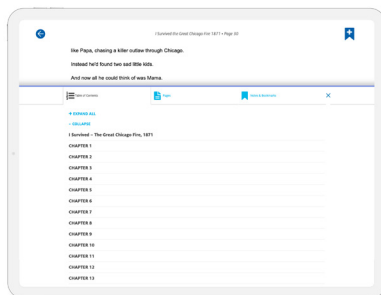 I Survived the Great Chicago Fire 1871 • Page 80
like Papa, chasing a killer outlaw through Chicago.
Instead he'd found two sad little kids.
And now all he could think of was Mama.
Table of Contents
Pages
+ EXPAND ALL
- COLLAPSE
I Survived – The Great Chicago Fire, 1871
CHAPTER 1
CHAPTER 2
CHAPTER 3
CHAPTER 4
CHAPTER 5
CHAPTER 6
CHAPTER 7
CHAPTER 8
CHAPTER 9
CHAPTER 10
CHAPTER 11
CHAPTER 12
CHAPTER 13